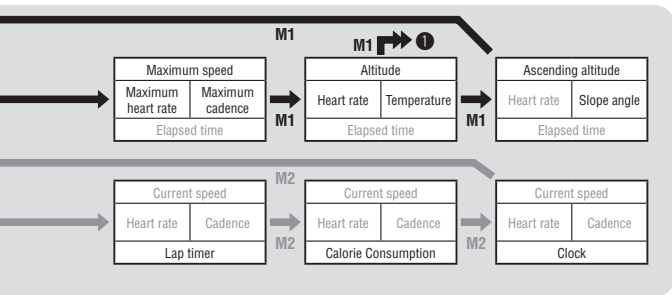 M1
M1 ❶
Maximum speed
Maximum
heart rate
Maximum
cadence
Elapsed time
M1
Altitude
Heart rate
Temperature
Elapsed time
M1
Ascending altitude
Heart rate
Slope angle
Elapsed time
M2
Current speed
Heart rate
Cadence
Lap timer
M2
Current speed
Heart rate
Cadence
Calorie Consumption
M2
Current speed
Heart rate
Cadence
Clock